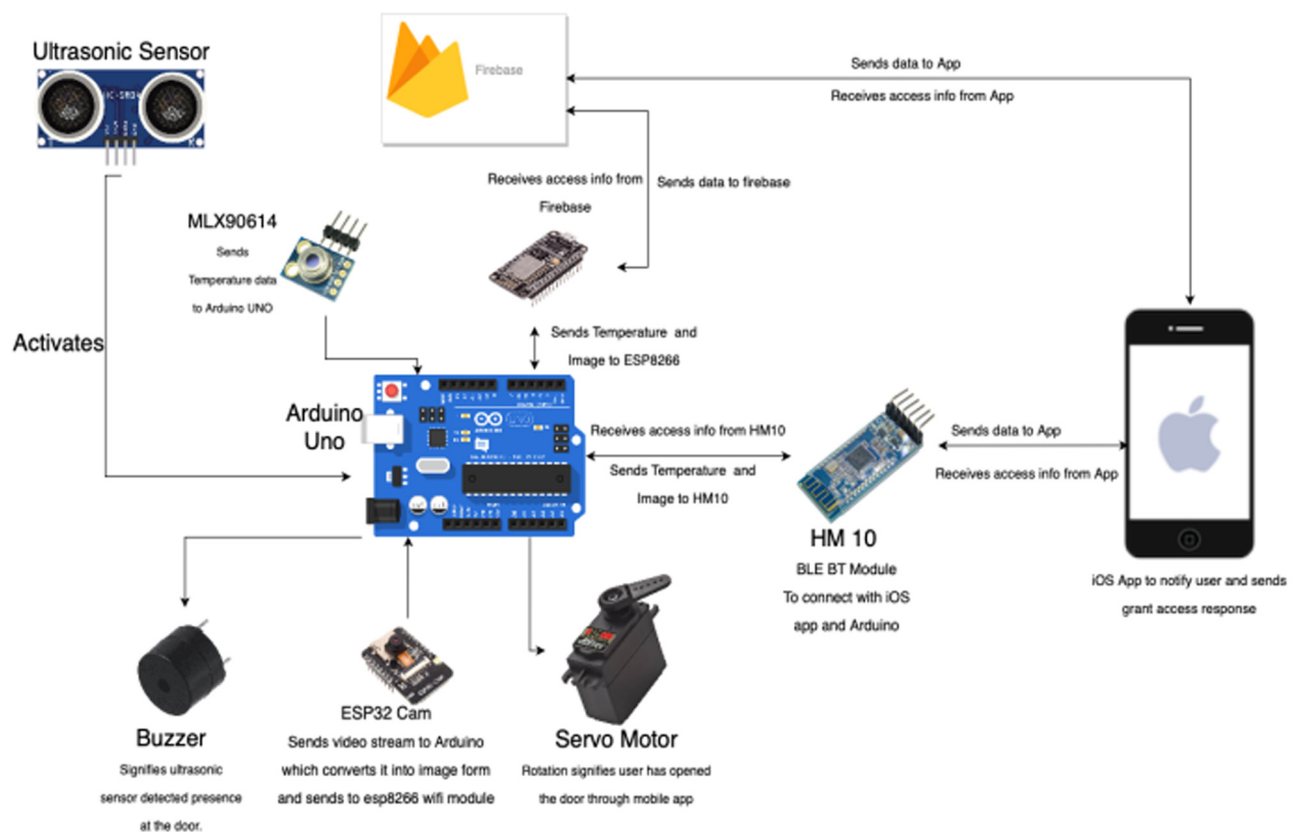 Ultrasonic Sensor
HC-SR04
Firebase
Sends data to App
Receives access info from App
Receives access info from
Firebase
Sends data to firebase
MLX90614
Sends
Temperature data
to Arduino UNO
Activates
Sends Temperature and
Image to ESP8266
Arduino
Uno
Receives access info from HM10
Sends Temperature and
Image to HM10
Sends data to App
Receives access info from App
HM 10
BLE BT Module
To connect with iOS
app and Arduino
iOS App to notify user and sends
grant access response
Buzzer
Signifies ultrasonic
sensor detected presence
at the door.
ESP32 Cam
Sends video stream to Arduino
which converts it into image form
and sends to esp8266 wifi module
Servo Motor
Rotation signifies user has opened
the door through mobile app